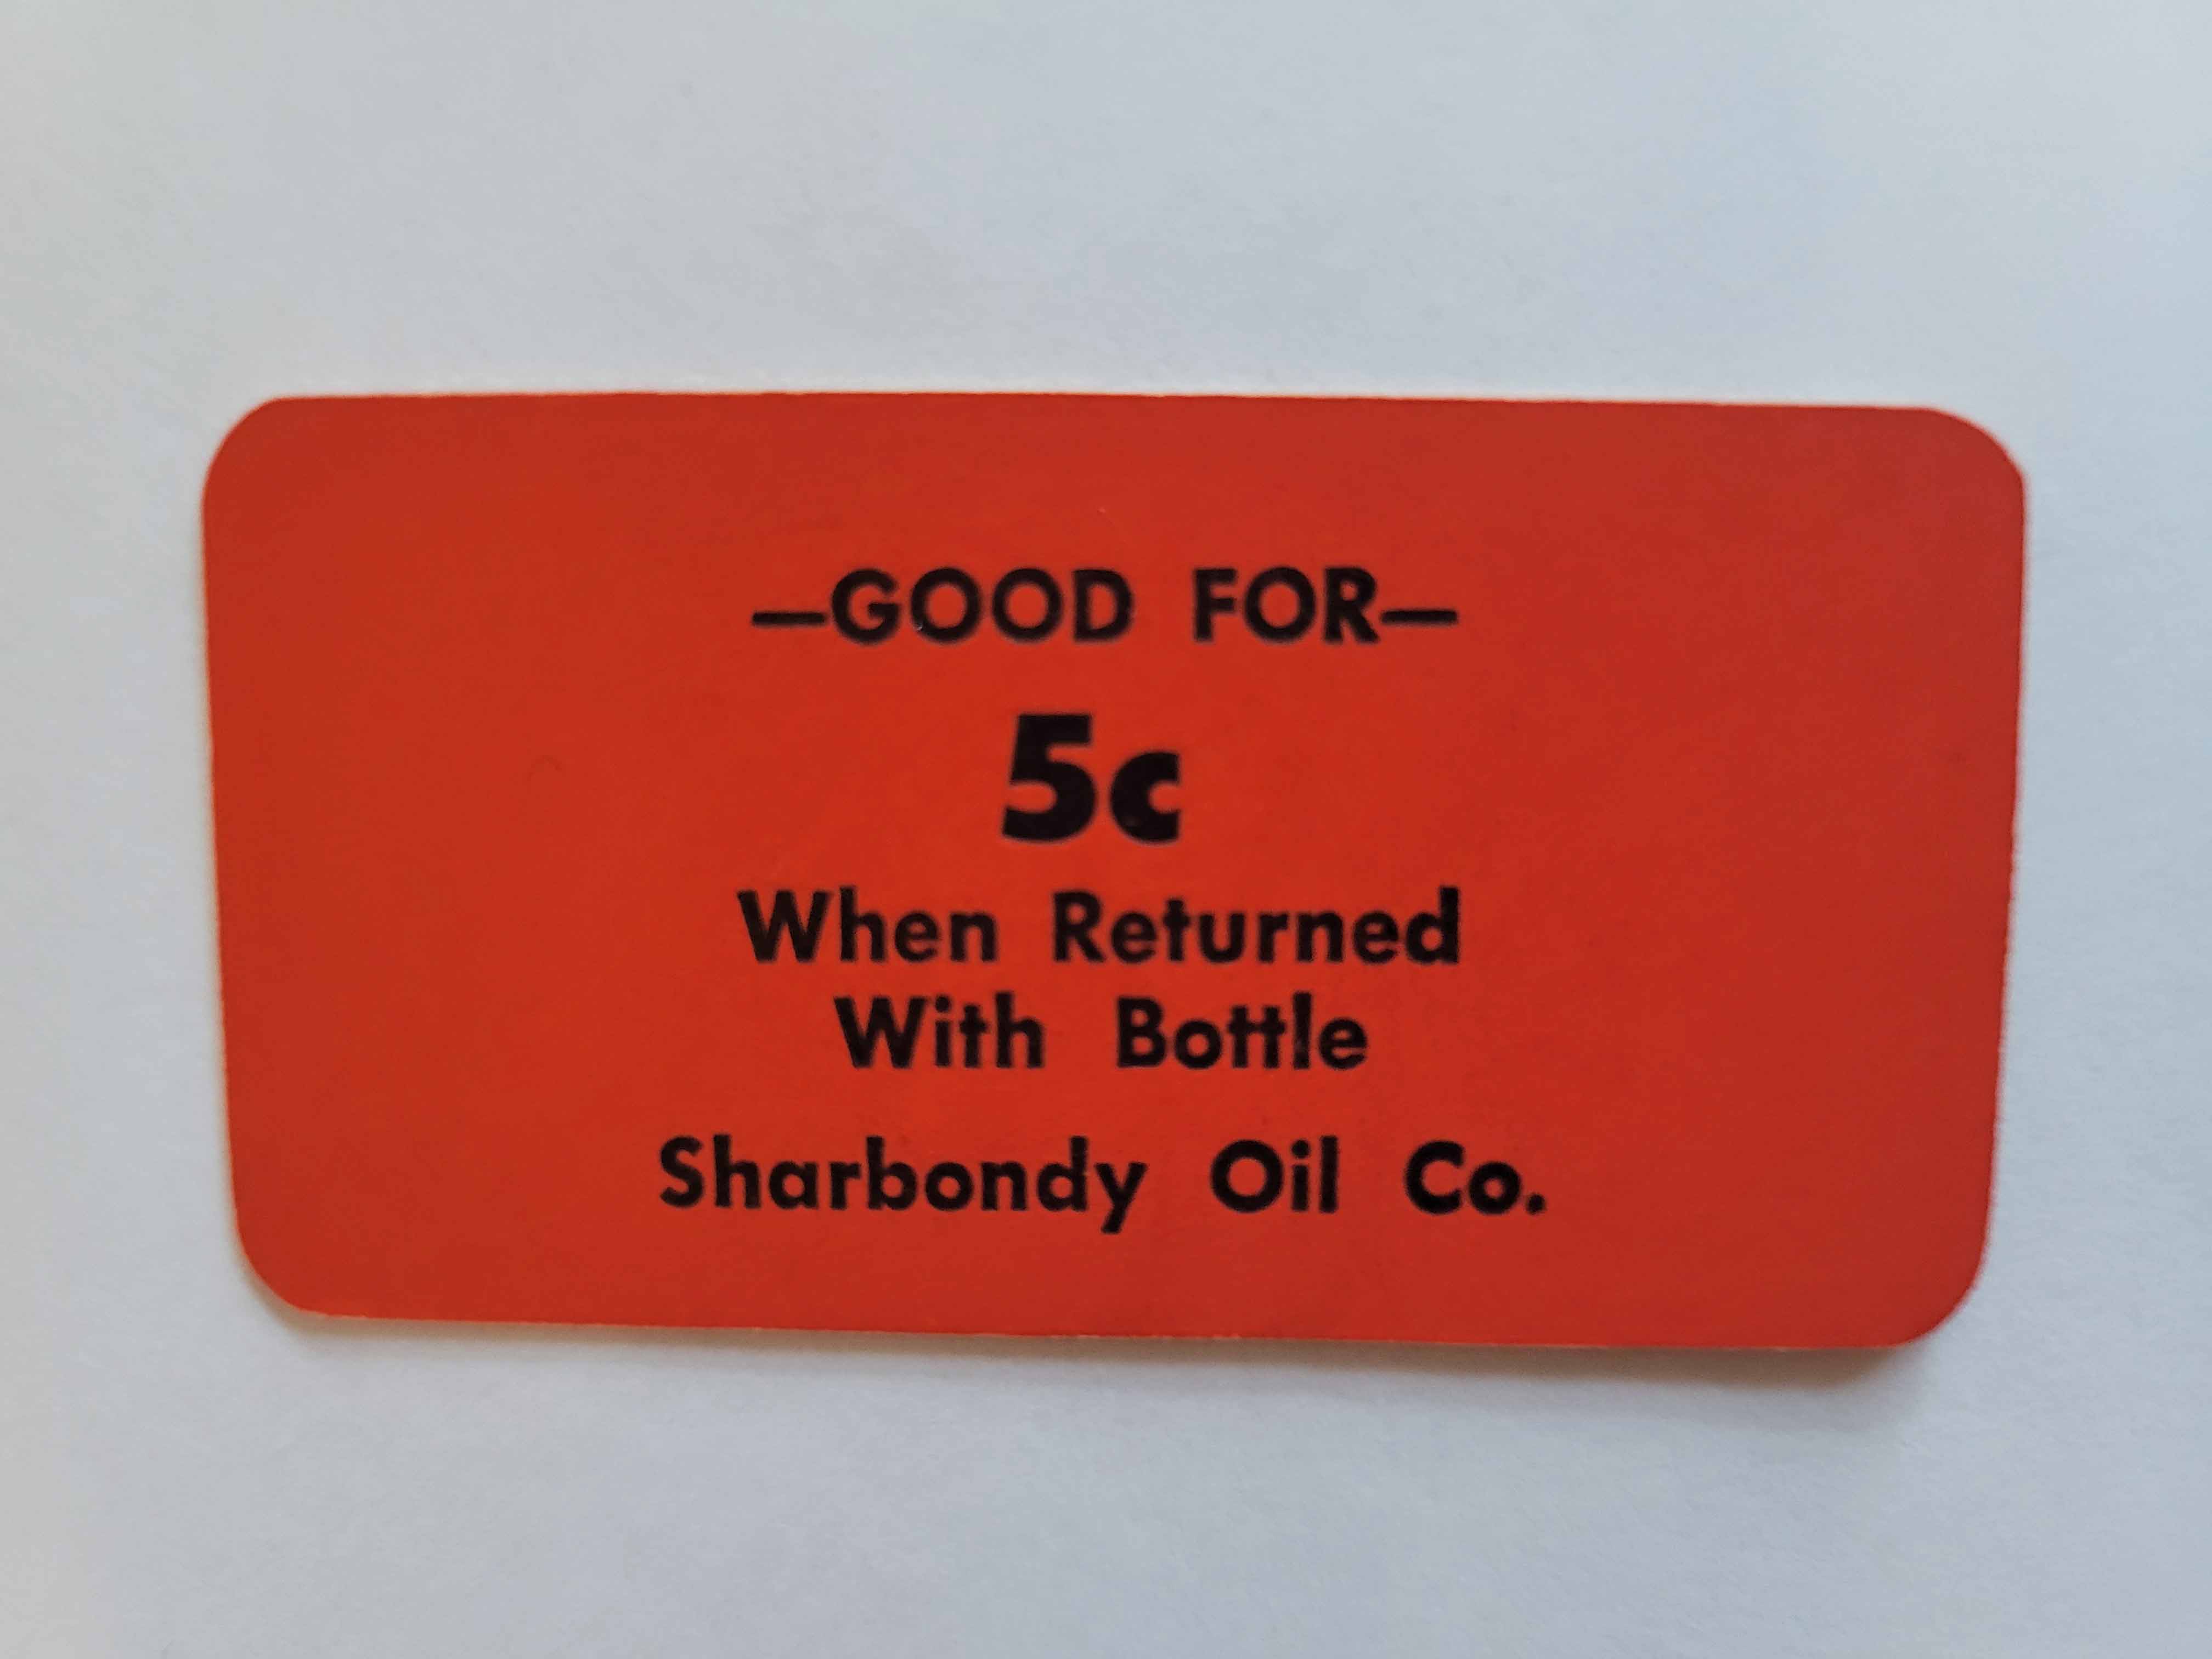 —GOOD FOR—
5c
When Returned
With Bottle
Sharbondy Oil Co.